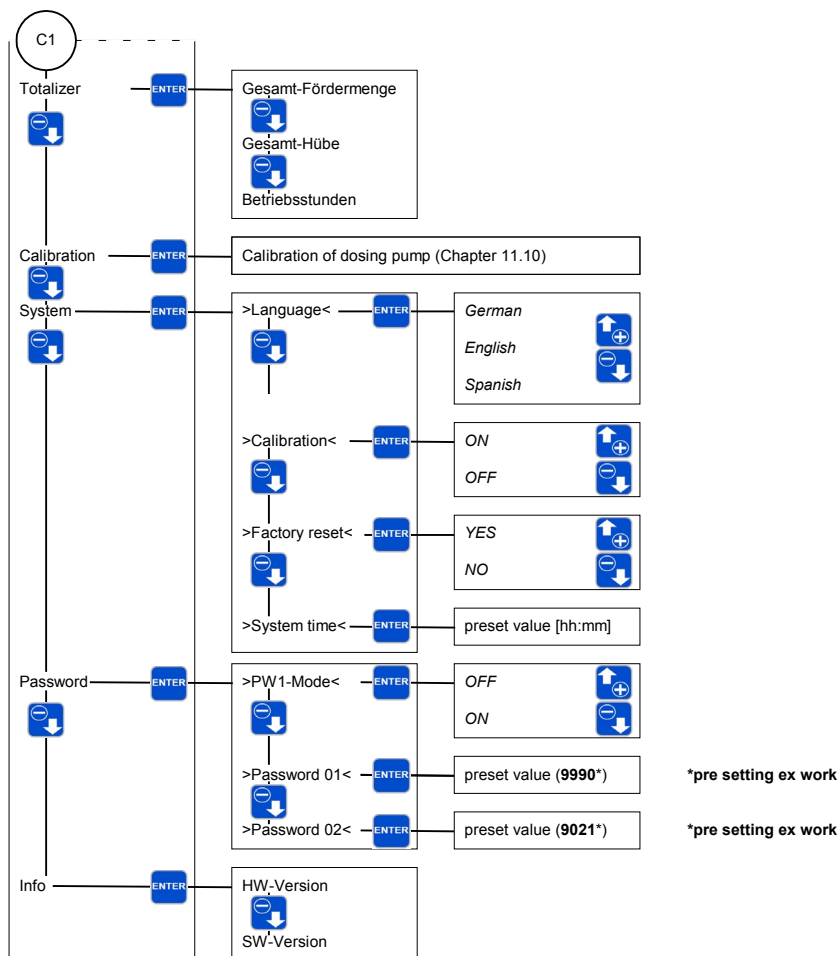 C1
Totalizer ENTER Gesamt-Fördermenge
Gesamt-Hübe
Betriebsstunden
Calibration ENTER Calibration of dosing pump (Chapter 11.10)
System ENTER >Language< ENTER German
English
Spanish
>Calibration< ENTER ON
OFF
>Factory reset< ENTER YES
NO
>System time< ENTER preset value [hh:mm]
Password ENTER >PW1-Mode< ENTER OFF
ON
>Password 01< ENTER preset value (9990*) *pre setting ex work
>Password 02< ENTER preset value (9021*) *pre setting ex work
Info ENTER HW-Version
SW-Version